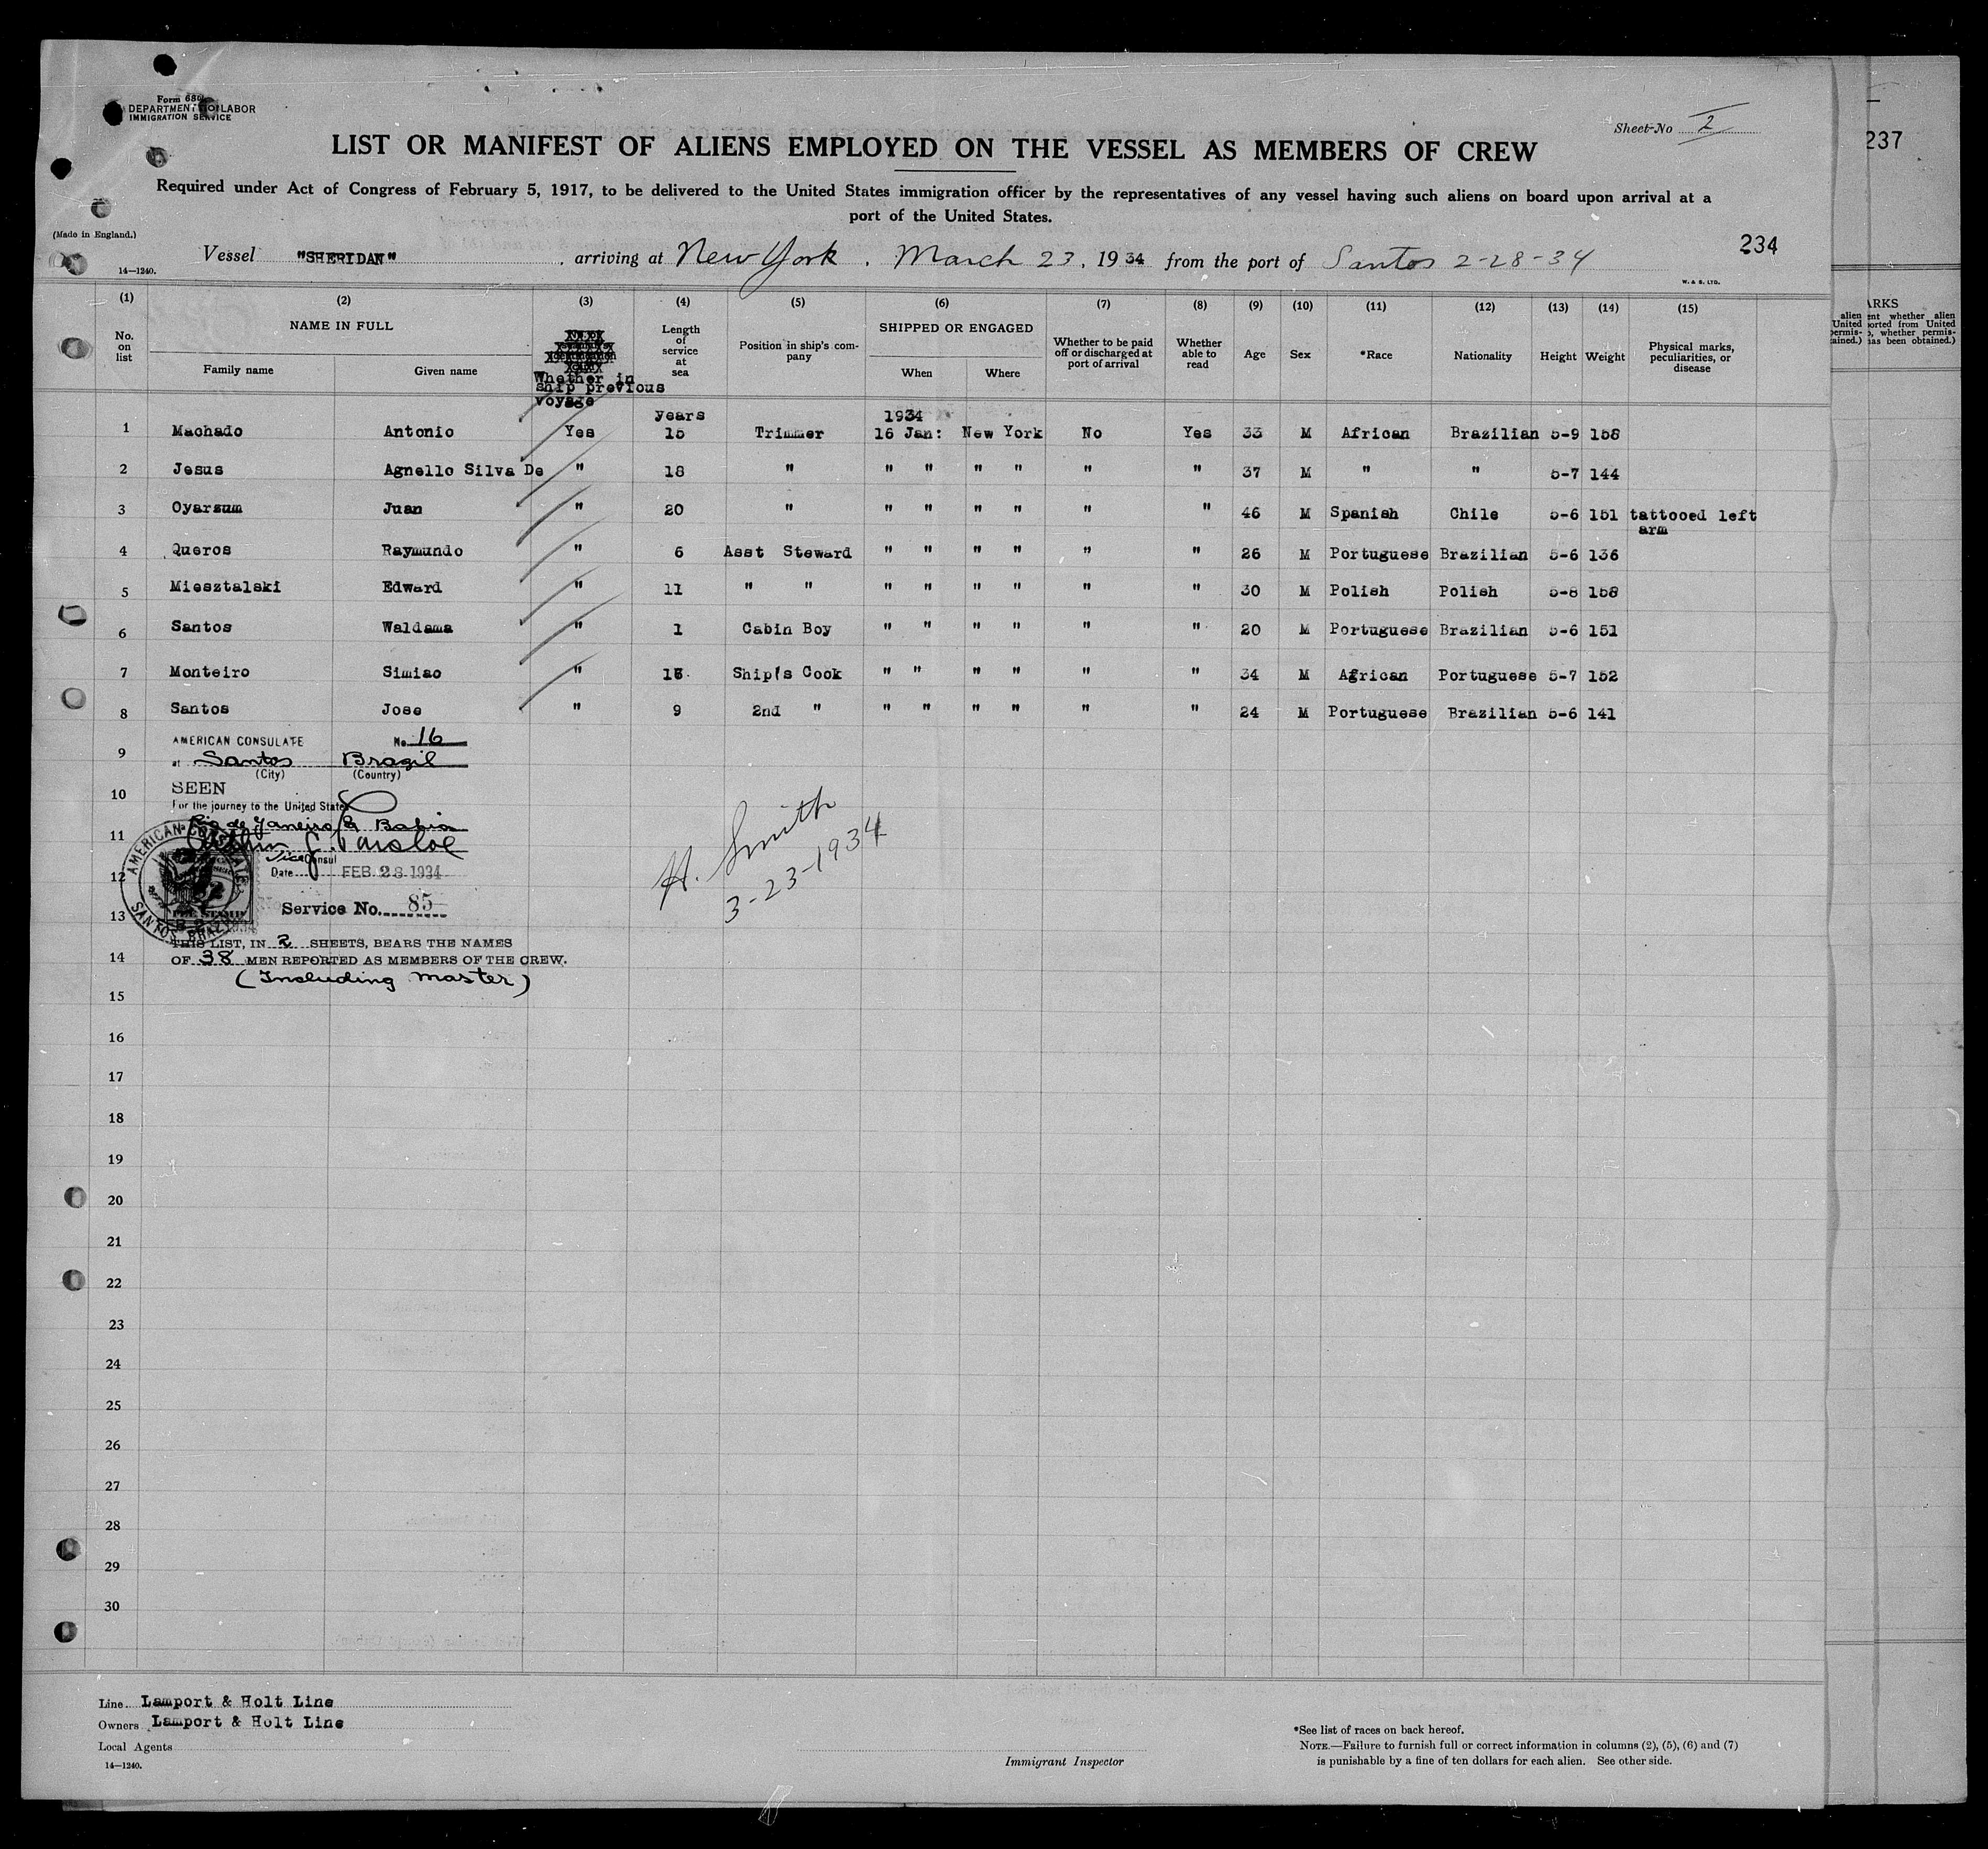 DEPARTMENT OF LABOR
IMMIGRATION SERVICE
Sheet No 2
LIST OR MANIFEST OF ALIENS EMPLOYED ON THE VESSEL AS MEMBERS OF CREW
237
Required under Act of Congress of February 5, 1917, to be delivered to the United States immigration officer by the representatives of any vessel having such aliens on board upon arrival at a
port of the United States.
(Made in England.)
234
Vessel "SHERIDAN", arriving at New York, March 23, 1934 from the port of Santos 2-28-34
14—1240.
W. & S. LTD.
(1) (2) (3) (4) (5) (6) (7) (8) (9) (10) (11) (12) (13) (14) (15)
No. on list
NAME IN FULL
Family name Given name
Whether in ship previous voyage
Length of service at sea
Position in ship's company
SHIPPED OR ENGAGED
When Where
Whether to be paid off or discharged at port of arrival
Whether able to read
Age
Sex
*Race
Nationality
Height
Weight
Physical marks, peculiarities, or disease
years 1934
1 Machado Antonio Yes 15 Trimmer 16 Jan: New York No Yes 33 M African Brazilian 5-9 158
2 Jesus Agnello Silva De " 18 " " " " " " " 37 M " " 5-7 144
3 Oyarzum Juan " 20 " " " " " " " 46 M Spanish Chile 5-6 151 tattooed left
arm
4 Queros Raymundo " 6 Asst Steward " " " " " " 26 M Portuguese Brazilian 5-6 136
5 Miesztalski Edward " 11 " " " " " " " " 30 M Polish Polish 5-8 158
6 Santos Waldama " 1 Cabin Boy " " " " " " 20 M Portuguese Brazilian 5-6 151
7 Monteiro Simiao " Ship's Cook " " " " " " 34 M African Portuguese 5-7 152
8 Santos Jose " 9 2nd " " " " " " " 24 M Portuguese Brazilian 5-6 141
AMERICAN CONSULATE No. 16
9 at Santos Brazil
(City) (Country)
10 SEEN
For the journey to the United States
Rio de Janeiro & Bahia
11
Vice Consul
12 Date FEB 28 1934
Service No. 85
AMERICAN CONSULATE
SANTOS BRAZIL
13
THIS LIST, IN 2 SHEETS, BEARS THE NAMES
14 OF 38 MEN REPORTED AS MEMBERS OF THE CREW.
(Including master)
H. Smith
3-23-1934
15
16
17
18
19
20
21
22
23
24
25
26
27
28
29
30
Line Lamport & Holt Line
Owners Lamport & Holt Line
Local Agents
14—1240.
Immigrant Inspector
*See list of races on back hereof.
NOTE.—Failure to furnish full or correct information in columns (2), (5), (6) and (7)
is punishable by a fine of ten dollars for each alien. See other side.